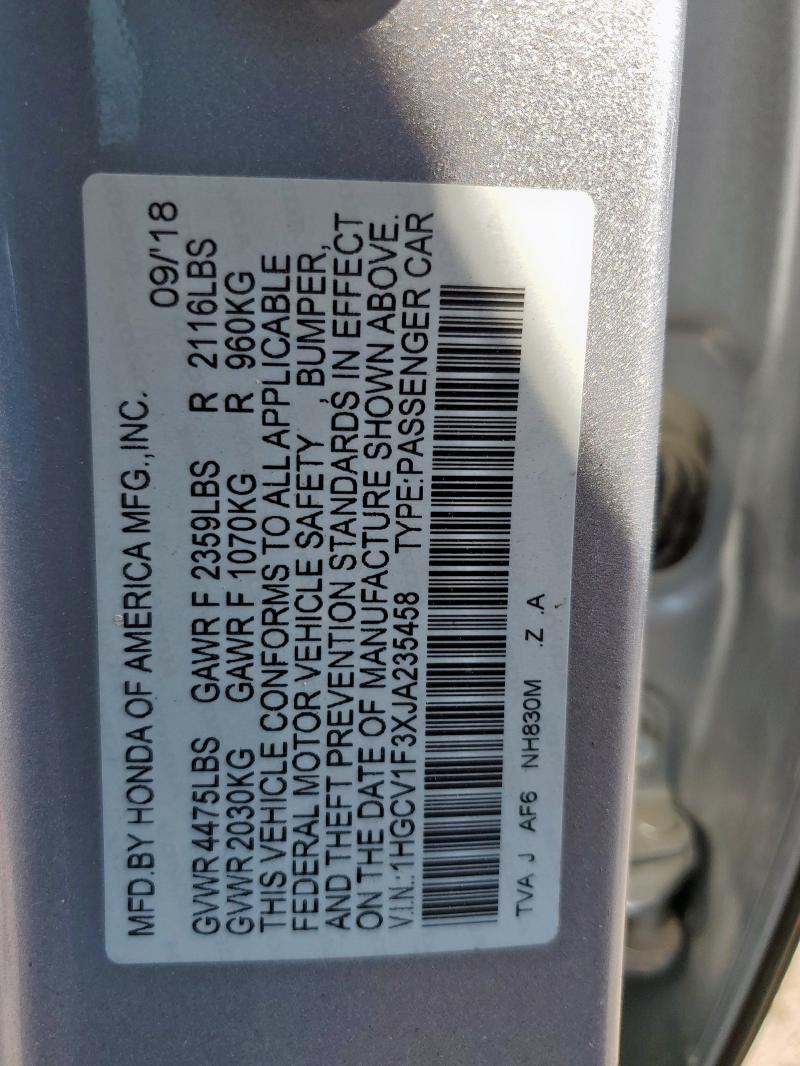 MFD.BY HONDA OF AMERICA MFG.,INC. 09/'18
GVWR 4475LBS GAWR F 2359LBS R 2116LBS
GVWR 2030KG GAWR F 1070KG R 960KG
THIS VEHICLE CONFORMS TO ALL APPLICABLE
FEDERAL MOTOR VEHICLE SAFETY , BUMPER,
AND THEFT PREVENTION STANDARDS IN EFFECT
ON THE DATE OF MANUFACTURE SHOWN ABOVE.
V.I.N.:1HGCV1F3XJA235458 TYPE:PASSENGER CAR
TVA J AF6 NH830M .Z .A